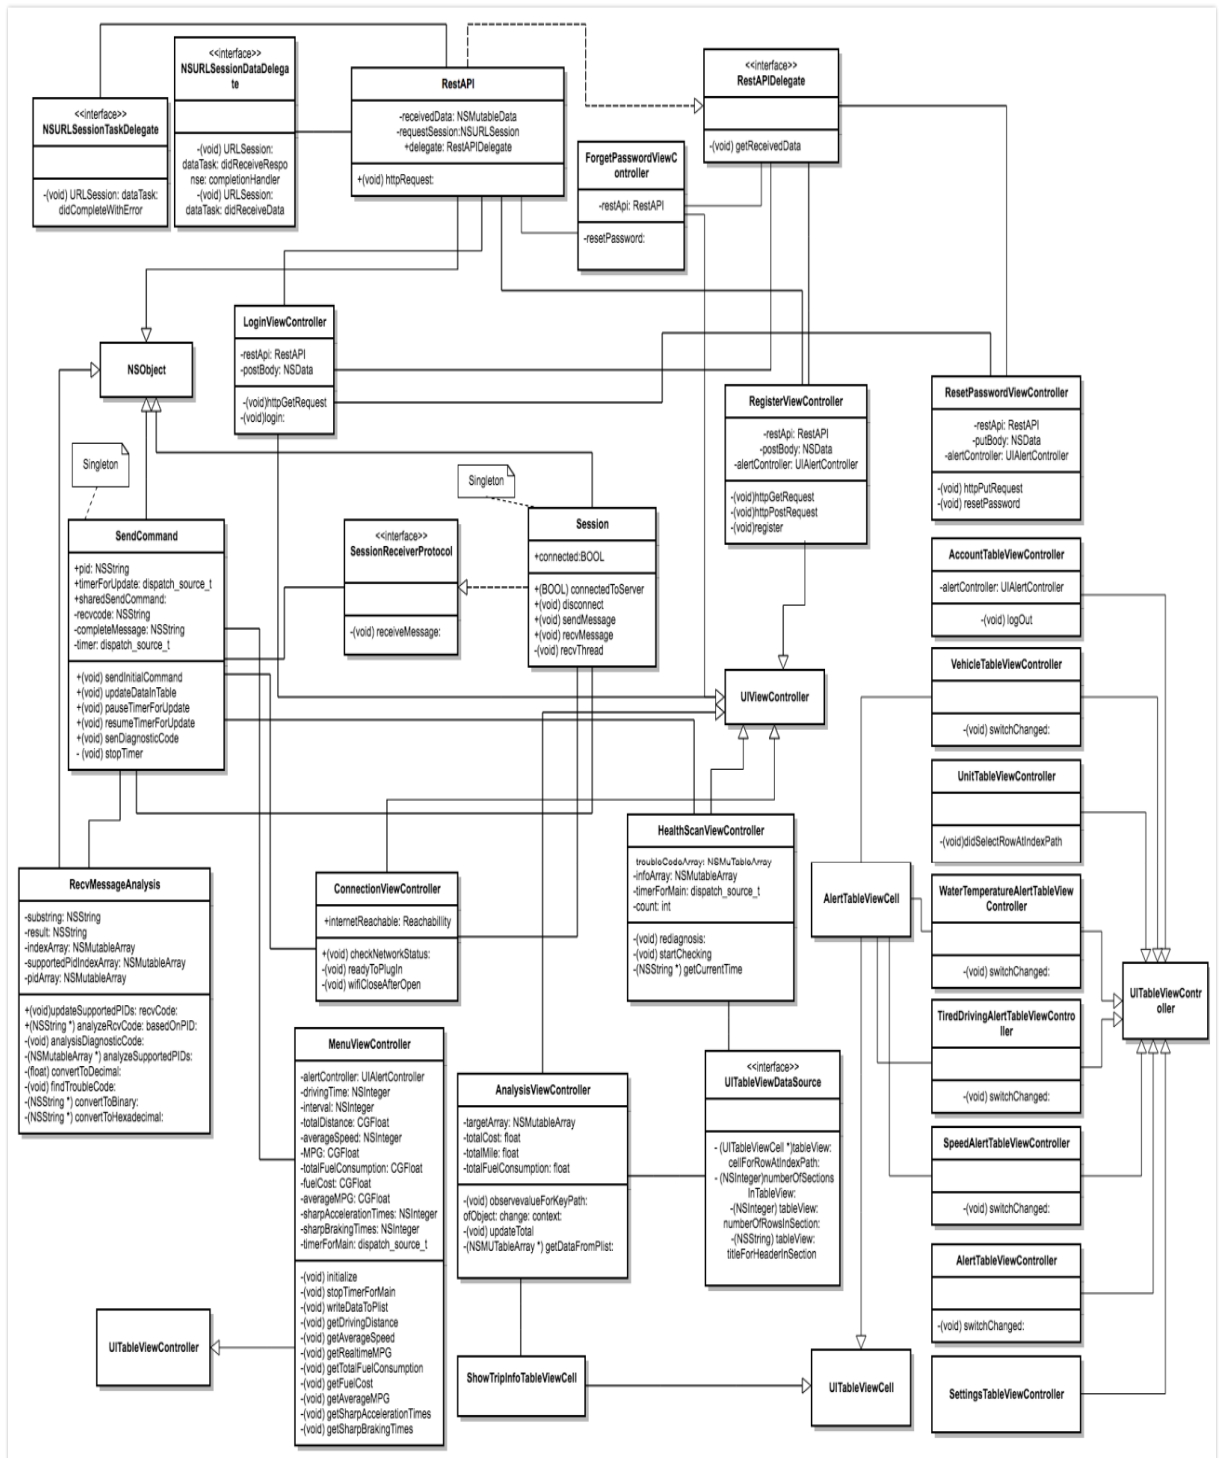 <<interface>>
NSURLSessionTaskDelegate
-(void) URLSession: dataTask:
didCompleteWithError
<<interface>>
NSURLSessionDataDelega
te
-(void) URLSession:
dataTask: didReceiveRespo
nse: completionHandler
-(void) URLSession:
dataTask: didReceiveData
RestAPI
-receivedData: NSMutableData
-requestSession:NSURLSession
+delegate: RestAPIDelegate
+(void) httpRequest:
<<interface>>
RestAPIDelegate
-(void) getReceivedData
ForgetPasswordViewC
ontroller
-restApi: RestAPI
-resetPassword:
LoginViewController
-restApi: RestAPI
-postBody: NSData
-(void)httpGetRequest
-(void)login:
NSObject
RegisterViewController
-restApi: RestAPI
-postBody: NSData
-alertController: UIAlertController
-(void)httpGetRequest
-(void)httpPostRequest
-(void)register
ResetPasswordViewController
-restApi: RestAPI
-putBody: NSData
-alertController: UIAlertController
-(void) httpPutRequest
-(void) resetPassword
Singleton
Singleton
SendCommand
+pid: NSString
+timerForUpdate: dispatch_source_t
+sharedSendCommand:
-recvcode: NSString
-completeMessage: NSString
-timer: dispatch_source_t
+(void) sendInitialCommand
+(void) updateDataInTable
+(void) pauseTimerForUpdate
+(void) resumeTimerForUpdate
+(void) senDiagnosticCode
- (void) stopTimer
<<interface>>
SessionReceiverProtocol
-(void) receiveMessage:
Session
+connected:BOOL
+(BOOL) connectedToServer
+(void) disconnect
+(void) sendMessage
+(void) recvMessage
-(void) recvThread
AccountTableViewController
-alertController: UIAlertController
-(void) logOut
UIViewController
VehicleTableViewController
-(void) switchChanged:
UnitTableViewController
-(void)didSelectRowAtIndexPath
HealthScanViewController
-troubleCodeArray: NSMuTableArray
-infoArray: NSMutableArray
-timerForMain: dispatch_source_t
-count: int
-(void) rediagnosis:
-(void) startChecking
-(NSString *) getCurrentTime
AlertTableViewCell
WaterTemperatureAlertTableView
Controller
-(void) switchChanged:
RecvMessageAnalysis
-substring: NSString
-result: NSString
-indexArray: NSMutableArray
-supportedPidIndexArray: NSMutableArray
-pidArray: NSMutableArray
+(void)updateSupportedPIDs: recvCode:
+(NSString *) analyzeRcvCode: basedOnPID:
-(void) analysisDiagnosticCode:
-(NSMutableArray *) analyzeSupportedPIDs:
-(float) convertToDecimal:
-(void) findTroubleCode:
-(NSString *) convertToBinary:
-(NSString *) convertToHexadecimal:
ConnectionViewController
+internetReachable: Reachability
+(void) checkNetworkStatus:
-(void) readyToPlugIn
-(void) wifiCloseAfterOpen
UITableViewContr
oller
TiredDrivingAlertTableViewContro
ller
-(void) switchChanged:
MenuViewController
-alertController: UIAlertController
-drivingTime: NSInteger
-interval: NSInteger
-totalDistance: CGFloat
-averageSpeed: NSInteger
-MPG: CGFloat
-totalFuelConsumption: CGFloat
-fuelCost: CGFloat
-averageMPG: CGFloat
-sharpAccelerationTimes: NSInteger
-sharpBrakingTimes: NSInteger
-timerForMain: dispatch_source_t
-(void) initialize
-(void) stopTimerForMain
-(void) writeDataToPlist
-(void) getDrivingDistance
-(void) getAverageSpeed
-(void) getRealtimeMPG
-(void) getTotalFuelConsumption
-(void) getFuelCost
-(void) getAverageMPG
-(void) getSharpAccelerationTimes
-(void) getSharpBrakingTimes
AnalysisViewController
-targetArray: NSMutableArray
-totalCost: float
-totalMile: float
-totalFuelConsumption: float
-(void) observevalueForKeyPath:
ofObject: change: context:
-(void) updateTotal
-(NSMUTableArray *) getDataFromPlist:
<<interface>>
UITableViewDataSource
- (UITableViewCell *)tableView:
cellForRowAtIndexPath:
- (NSInteger)numberOfSections
InTableView:
-(NSInteger) tableView:
numberOfRowsInSection:
-(NSString) tableView:
titleForHeaderInSection
SpeedAlertTableViewController
-(void) switchChanged:
AlertTableViewController
-(void) switchChanged:
UITableViewController
ShowTripInfoTableViewCell
UITableViewCell
SettingsTableViewController